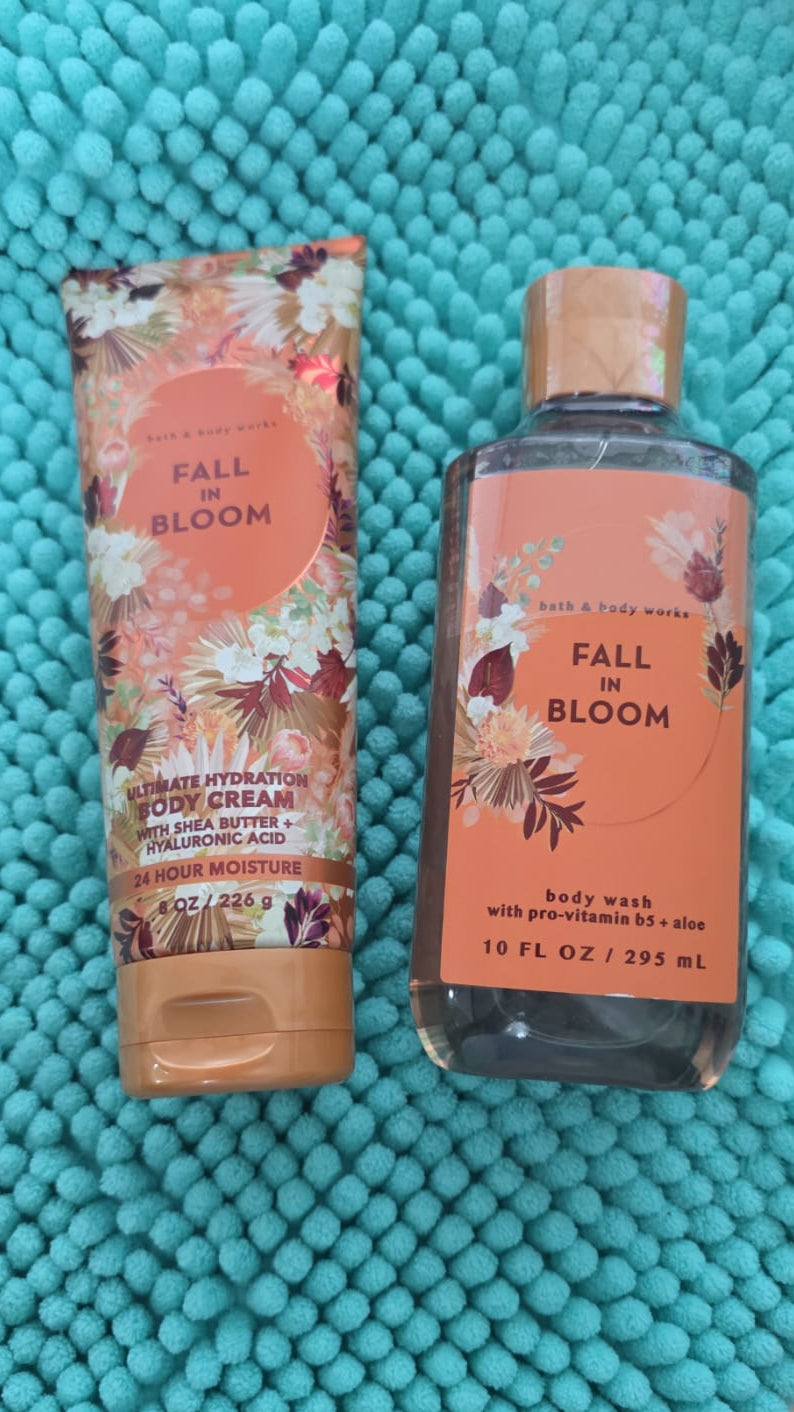 bath & body works
FALL
IN
BLOOM
ULTIMATE HYDRATION
BODY CREAM
WITH SHEA BUTTER +
HYALURONIC ACID
24 HOUR MOISTURE
8 OZ / 226 g
bath & body works
FALL
IN
BLOOM
body wash
with pro-vitamin b5 + aloe
10 FL OZ / 295 mL